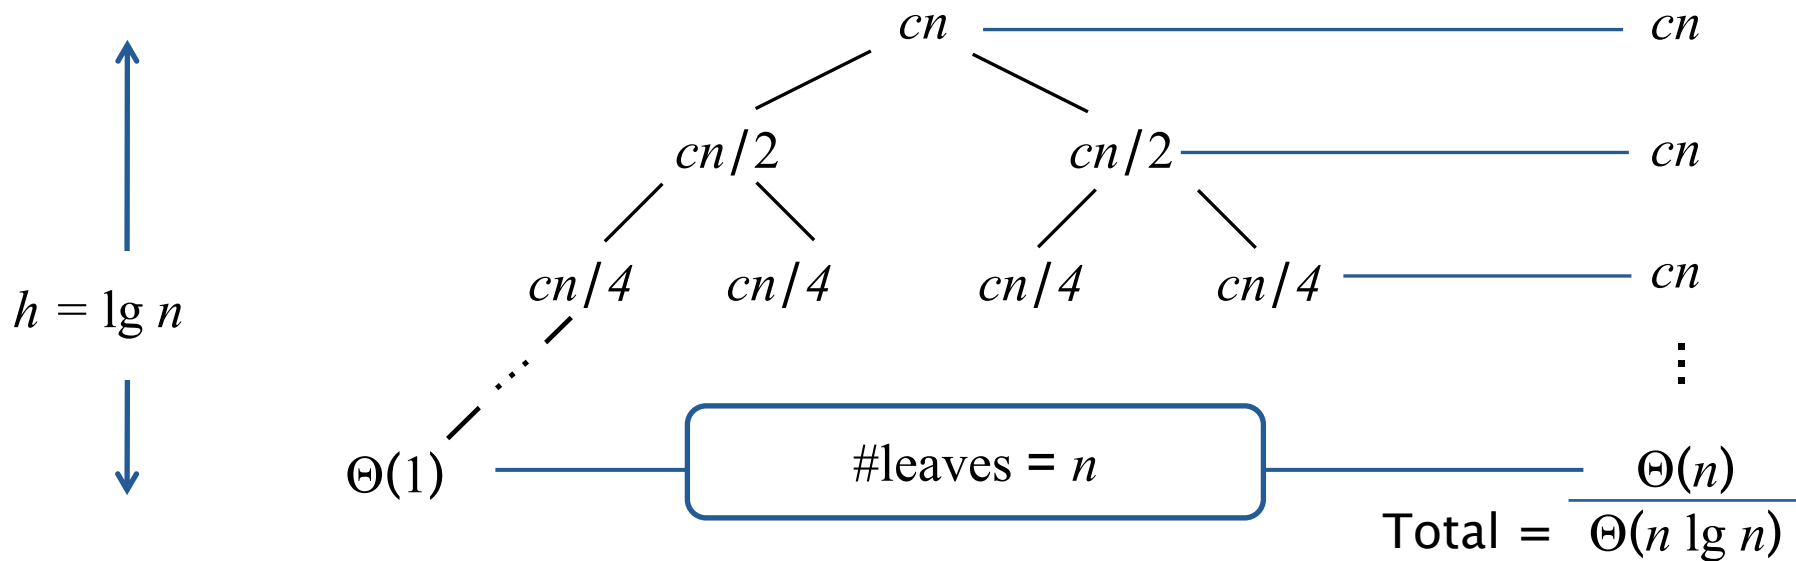 cn cn
cn/2 cn/2 cn
cn/4 cn/4 cn/4 cn/4 cn
h = lg n
⋮
Θ(1) #leaves = n Θ(n)
Total = Θ(n lg n)